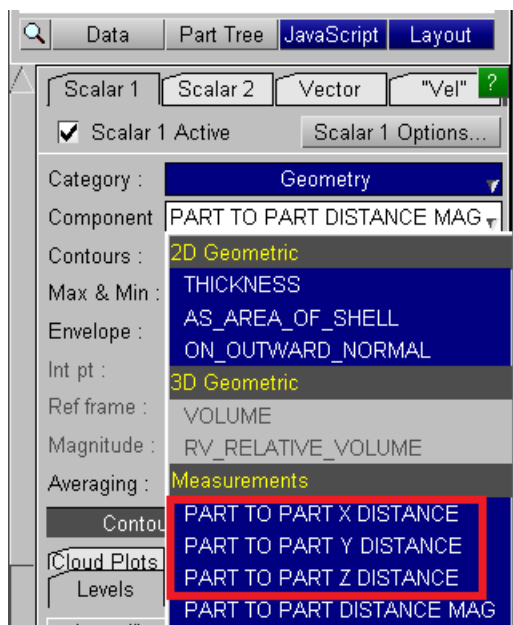 Data Part Tree JavaScript Layout
Scalar 1 Scalar 2 Vector "Vel" ?
Scalar 1 Active Scalar 1 Options...
Category : Geometry
Component PART TO PART DISTANCE MAG
Contours : 2D Geometric
THICKNESS
Max & Min :
AS_AREA_OF_SHELL
Envelope :
ON_OUTWARD_NORMAL
Int pt :
3D Geometric
Ref frame :
VOLUME
Magnitude : RV_RELATIVE_VOLUME
Averaging : Measurements
PART TO PART X DISTANCE
Contou
PART TO PART Y DISTANCE
Cloud Plots
PART TO PART Z DISTANCE
Levels
PART TO PART DISTANCE MAG